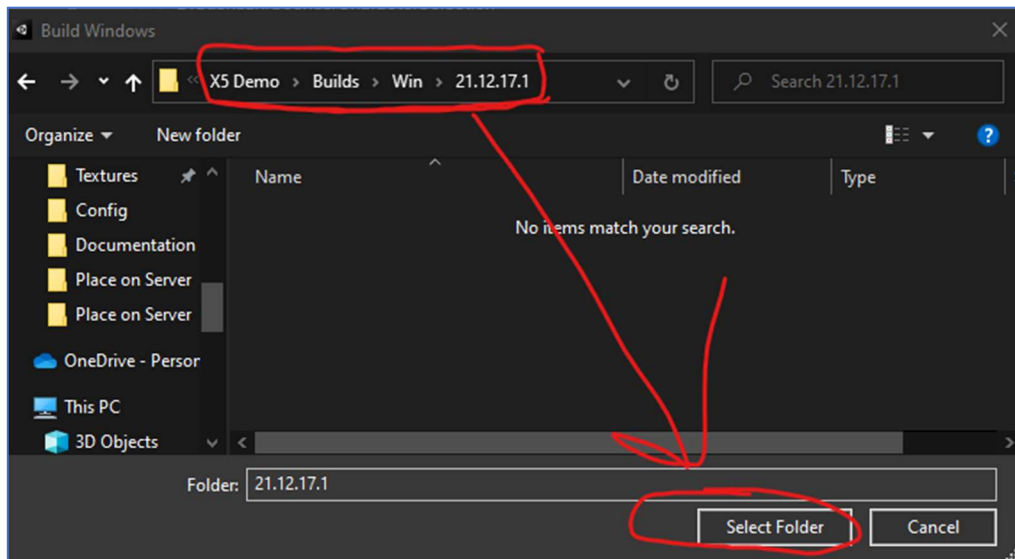 Build Windows
X5 Demo > Builds > Win > 21.12.17.1
Search 21.12.17.1
Organize
New folder
Name
Date modified
Type
Textures
Config
Documentation
Place on Server
Place on Server
OneDrive - Person
This PC
3D Objects
No items match your search.
Folder: 21.12.17.1
Select Folder
Cancel